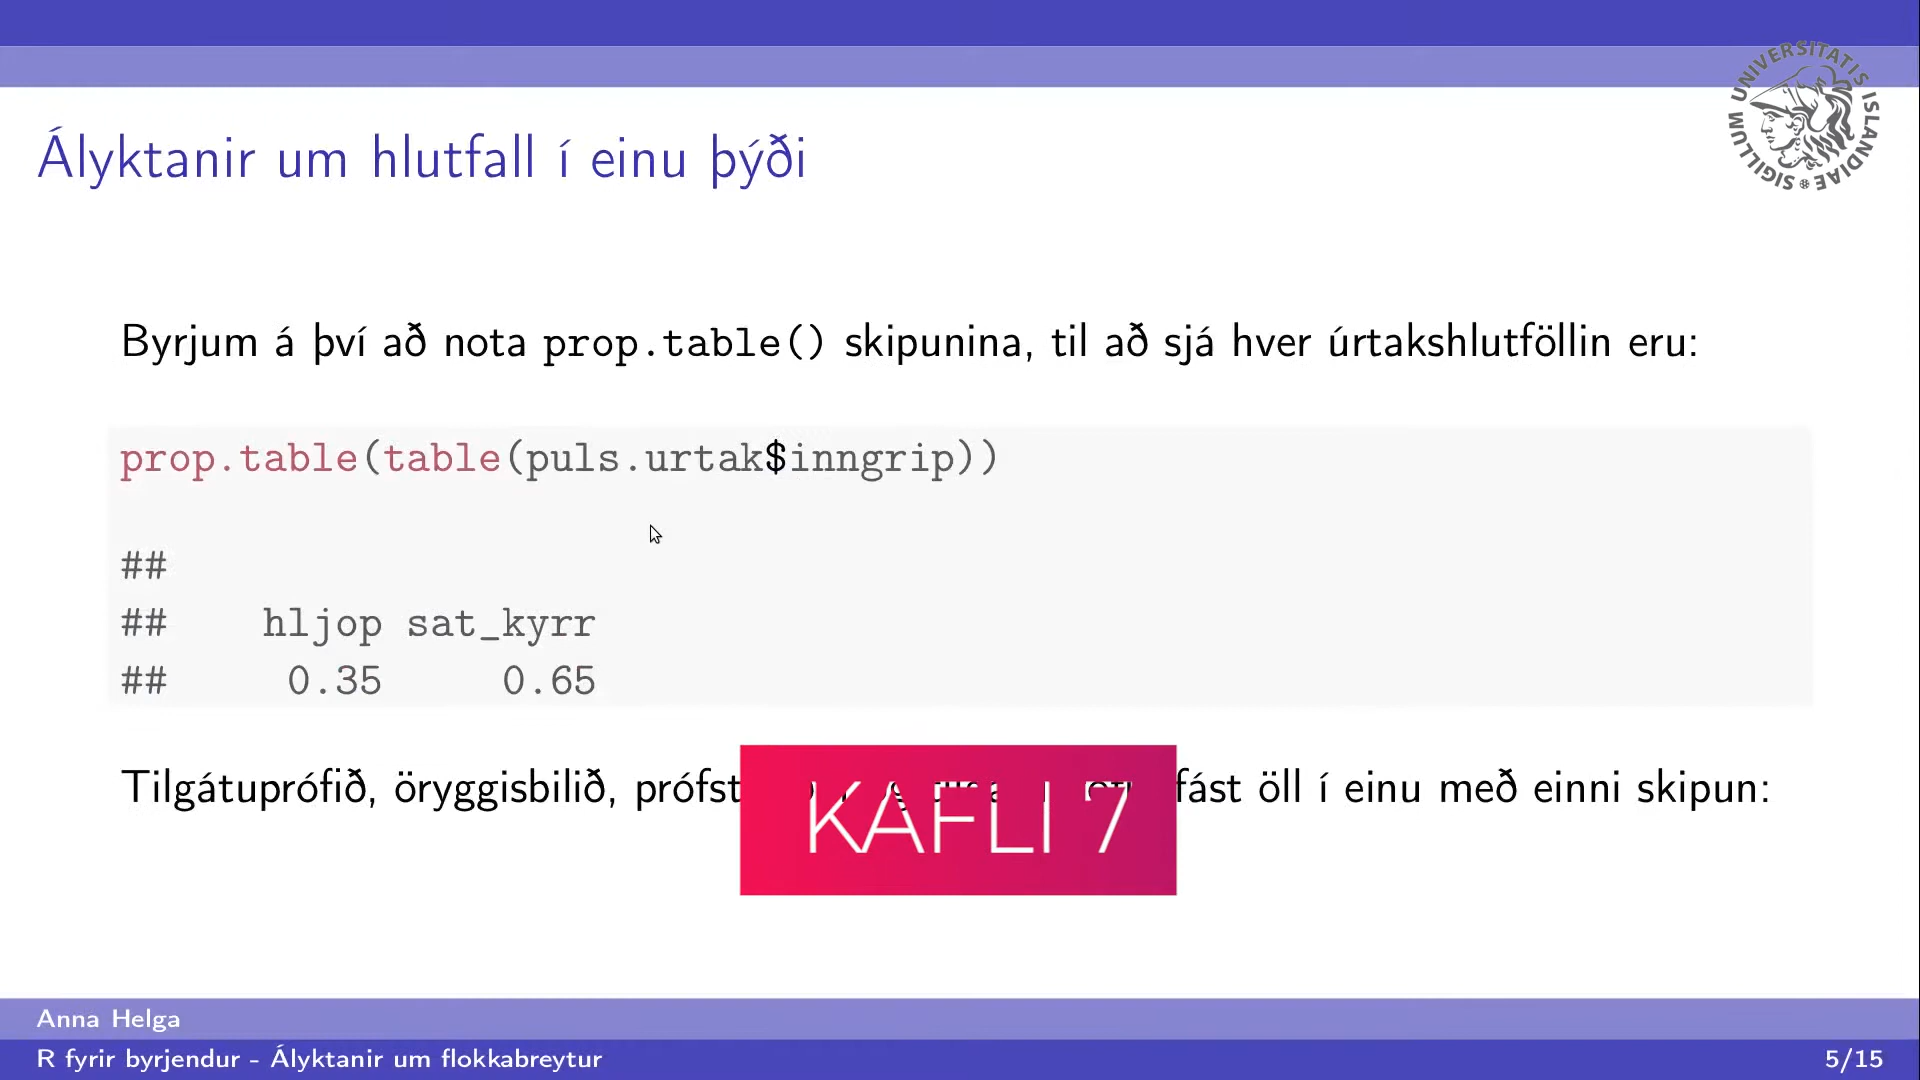 UNIVERSITATIS ISLANDIAE SIGILLUM
Ályktanir um hlutfall í einu þýði
Byrjum á því að nota prop.table() skipunina, til að sjá hver úrtakshlutföllin eru:
prop.table(table(puls.urtak$inngrip))
##
## hljop sat_kyrr
## 0.35 0.65
Tilgátuprófið, öryggisbilið, fást öll í einu með einni skipun:
KAFLI 7
Anna Helga
R fyrir byrjendur - Ályktanir um flokkabreytur 5/15